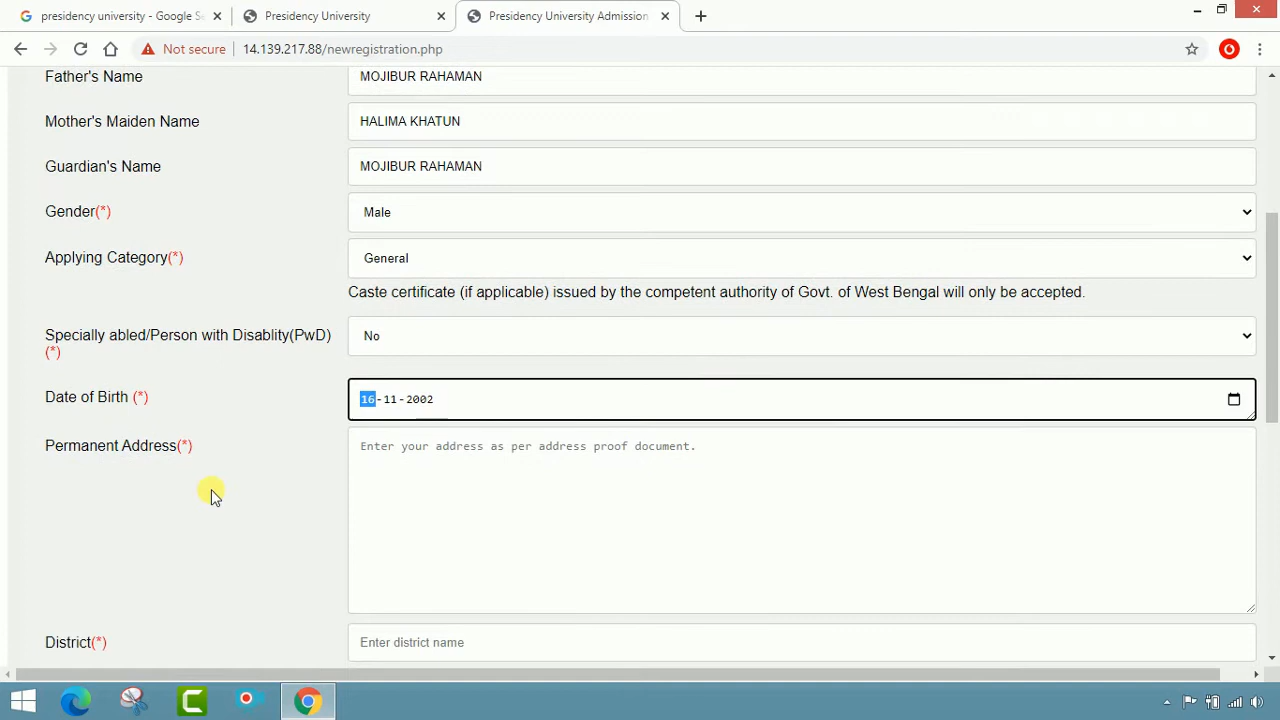 presidency university - Google Se
Presidency University
Presidency University Admission
Not secure
14.139.217.88/newregistration.php
Father's Name
MOJIBUR RAHAMAN
Mother's Maiden Name
HALIMA KHATUN
Guardian's Name
MOJIBUR RAHAMAN
Gender(*)
Male
Applying Category(*)
General
Caste certificate (if applicable) issued by the competent authority of Govt. of West Bengal will only be accepted.
Specially abled/Person with Disablity(PwD)
(*)
No
Date of Birth (*)
16-11-2002
Permanent Address(*)
Enter your address as per address proof document.
District(*)
Enter district name